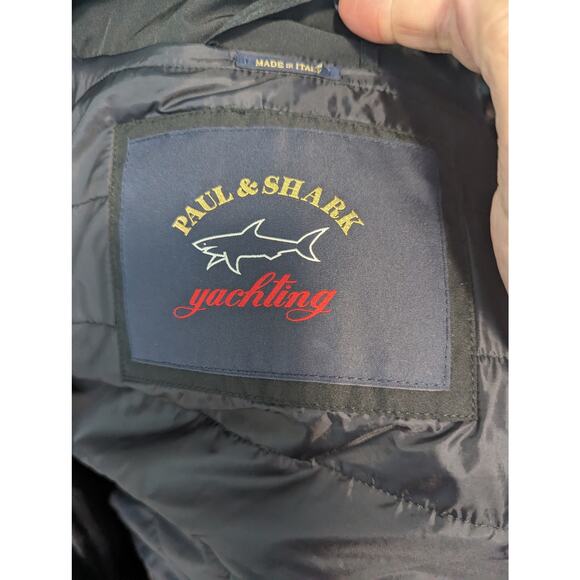 MADE IN ITALY
PAUL & SHARK
yachting